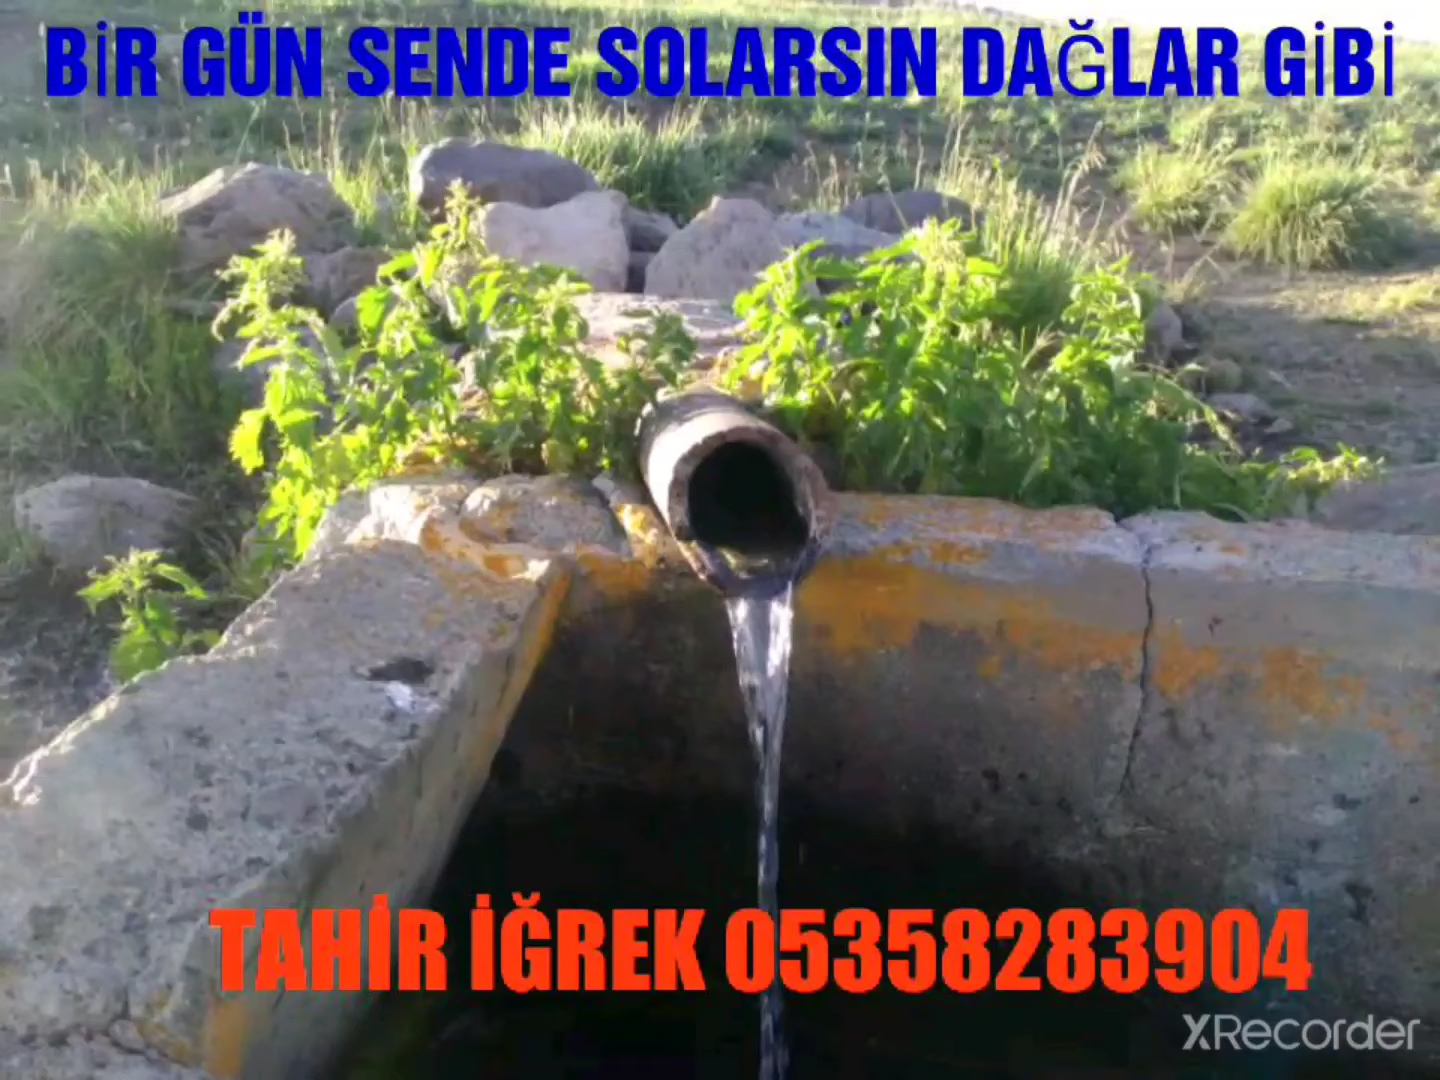 BİR GÜN SENDE SOLARSIN DAĞLAR GİBİ
TAHİR İĞREK 05358283904
XRecorder